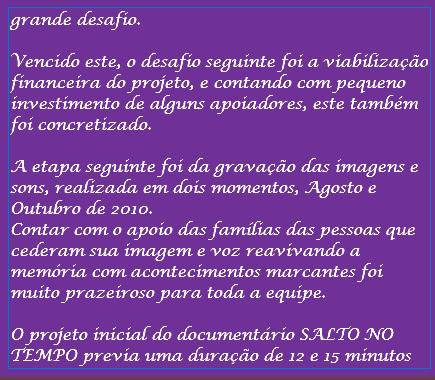 grande desafio.
Vencido este, o desafio seguinte foi a viabilização
financeira do projeto, e contando com pequeno
investimento de alguns apoiadores, este também
foi concretizado.
A etapa seguinte foi da gravação das imagens e
sons, realizada em dois momentos, Agosto e
Outubro de 2010.
Contar com o apoio das famílias das pessoas que
cederam sua imagem e voz reavivando a
memória com acontecimentos marcantes foi
muito prazeiroso para toda a equipe.
O projeto inicial do documentário SALTO NO
TEMPO previa uma duração de 12 e 15 minutos